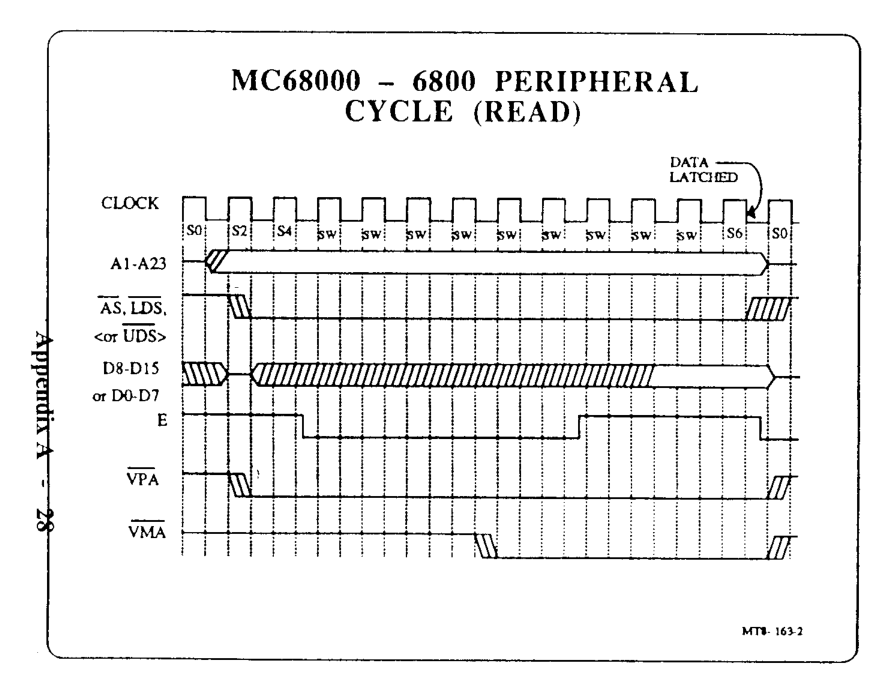 MC68000 – 6800 PERIPHERAL
CYCLE (READ)
DATA
LATCHED
CLOCK
S0 S2 S4 sw sw sw sw sw sw sw sw sw S6 S0
A1-A23
AS, LDS,
<or UDS>
D8-D15
or D0-D7
E
VPA
VMA
MT8- 163-2
Appendix A - 28